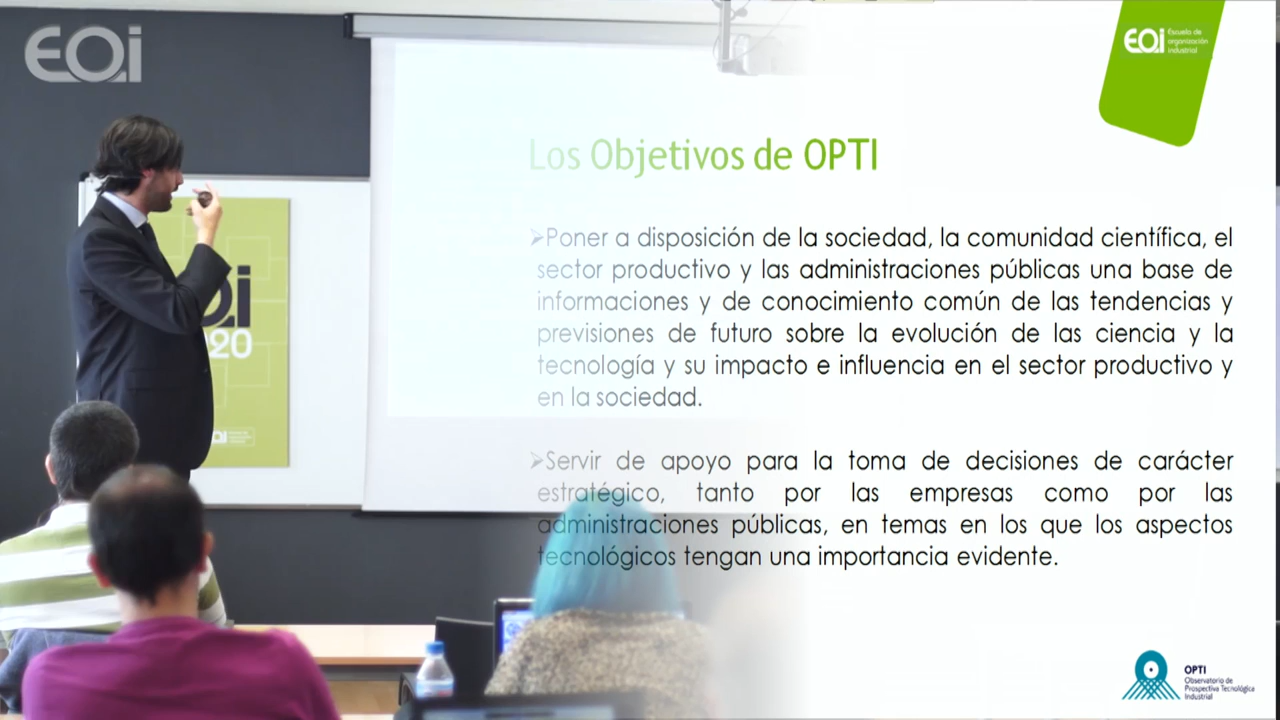 EOi
EOi Escuela de
organización
industrial
Los Objetivos de OPTI
➢Poner a disposición de la sociedad, la comunidad científica, el
sector productivo y las administraciones públicas una base de
informaciones y de conocimiento común de las tendencias y
previsiones de futuro sobre la evolución de las ciencia y la
tecnología y su impacto e influencia en el sector productivo y
en la sociedad.
➢Servir de apoyo para la toma de decisiones de carácter
estratégico, tanto por las empresas como por las
administraciones públicas, en temas en los que los aspectos
tecnológicos tengan una importancia evidente.
OPTI
Observatorio de
Prospectiva Tecnológica
Industrial